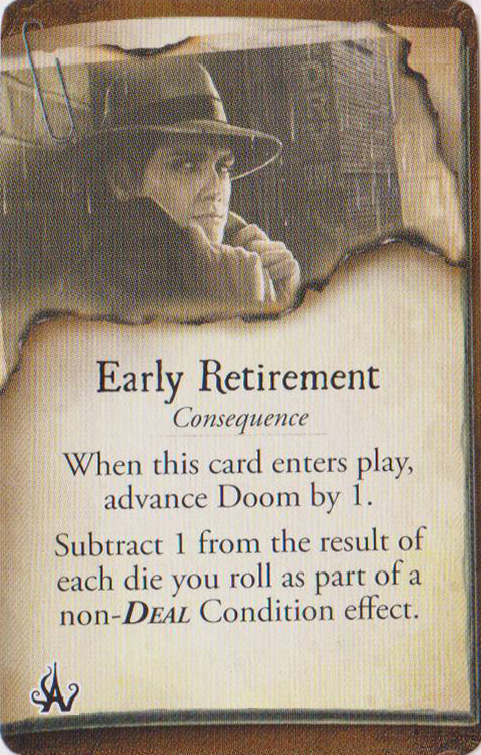 Early Retirement
Consequence
When this card enters play,
advance Doom by 1.
Subtract 1 from the result of
each die you roll as part of a
non-DEAL Condition effect.